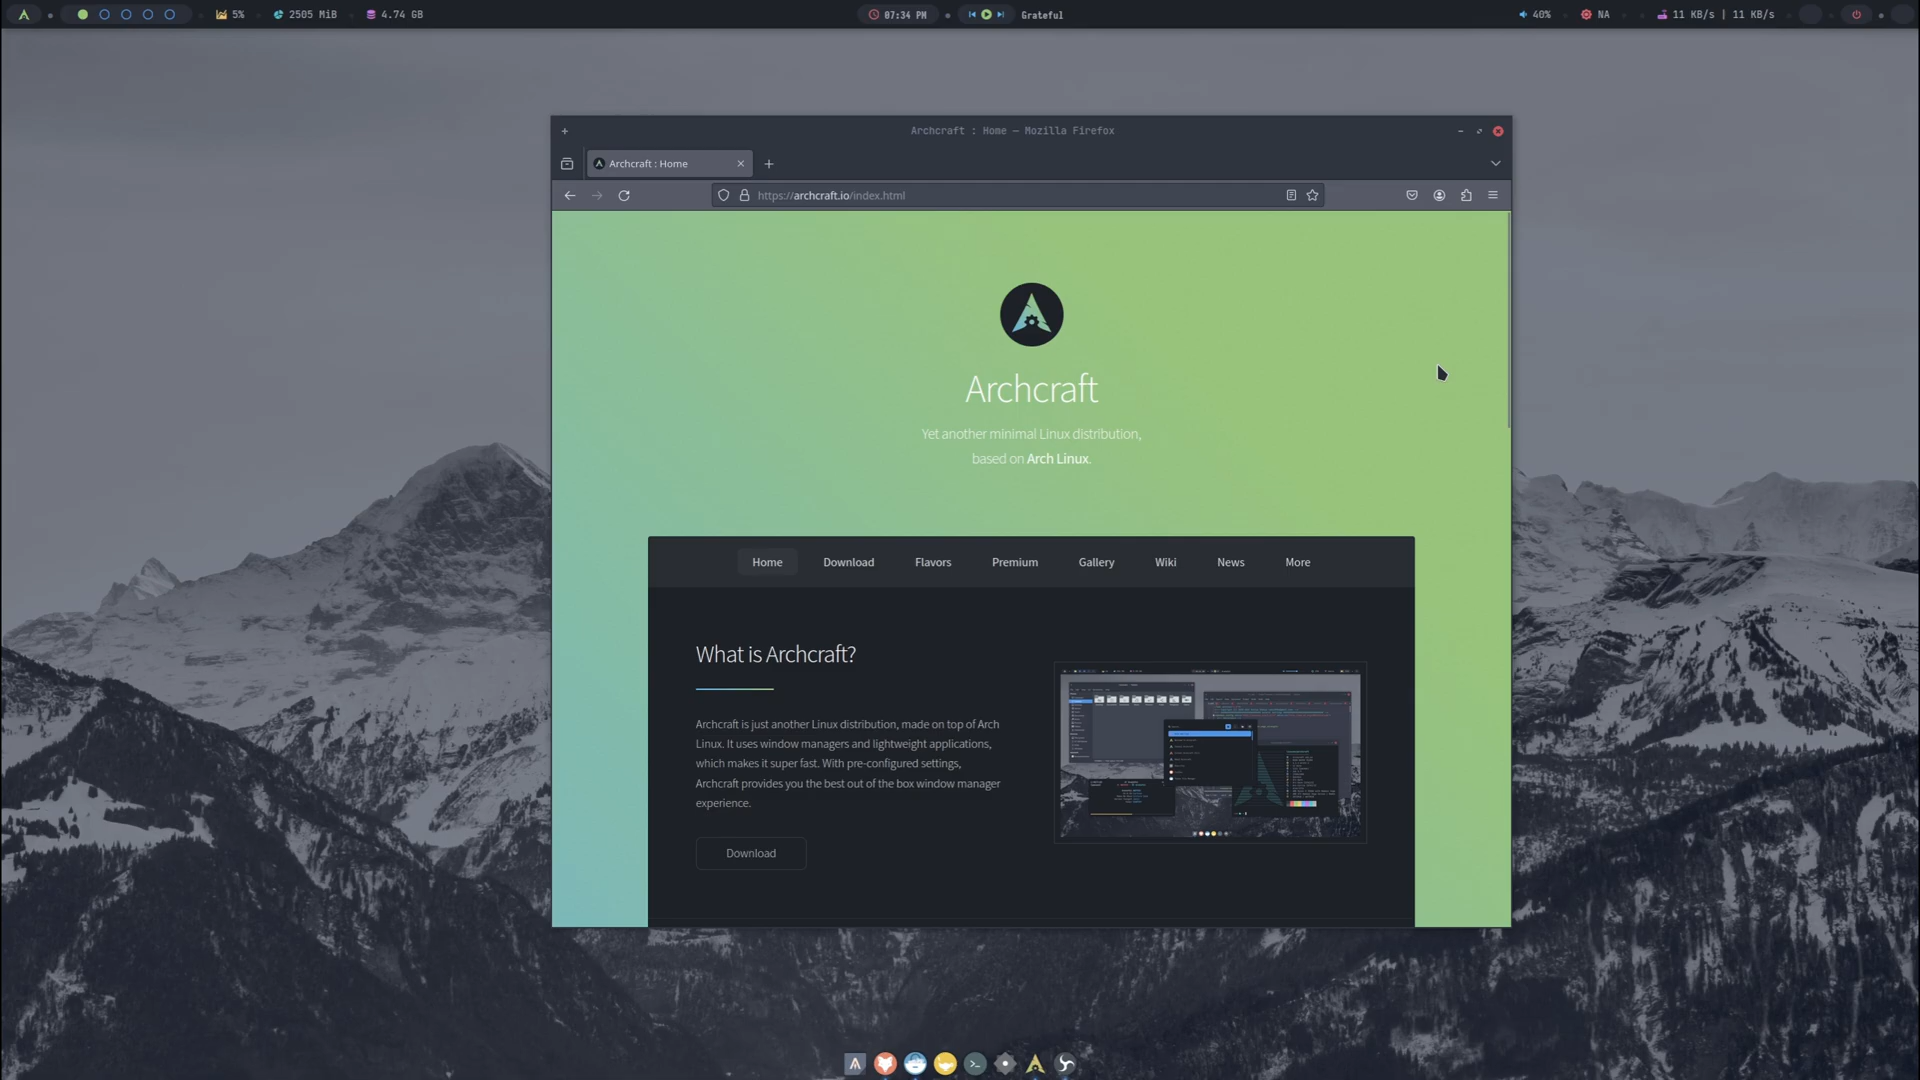 5%
2505 MiB
4.74 GB
07:34 PM
Grateful
40%
NA
11 KB/s | 11 KB/s
Archcraft : Home — Mozilla Firefox
Archcraft : Home
https://archcraft.io/index.html
Archcraft
Yet another minimal Linux distribution,
based on Arch Linux.
Home Download Flavors Premium Gallery Wiki News More
What is Archcraft?
Archcraft is just another Linux distribution, made on top of Arch
Linux. It uses window managers and lightweight applications,
which makes it super fast. With pre-configured settings,
Archcraft provides you the best out of the box window manager
experience.
Download